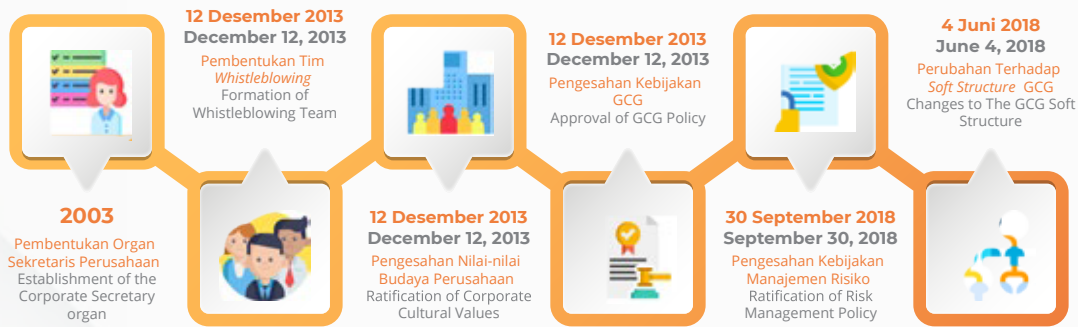 2003
Pembentukan Organ
Sekretaris Perusahaan
Establishment of the
Corporate Secretary
organ
12 Desember 2013
December 12, 2013
Pembentukan Tim
Whistleblowing
Formation of
Whistleblowing Team
12 Desember 2013
December 12, 2013
Pengesahan Nilai-nilai
Budaya Perusahaan
Ratification of Corporate
Cultural Values
12 Desember 2013
December 12, 2013
Pengesahan Kebijakan
GCG
Approval of GCG Policy
30 September 2018
September 30, 2018
Pengesahan Kebijakan
Manajemen Risiko
Ratification of Risk
Management Policy
4 Juni 2018
June 4, 2018
Perubahan Terhadap
Soft Structure GCG
Changes to The GCG Soft
Structure